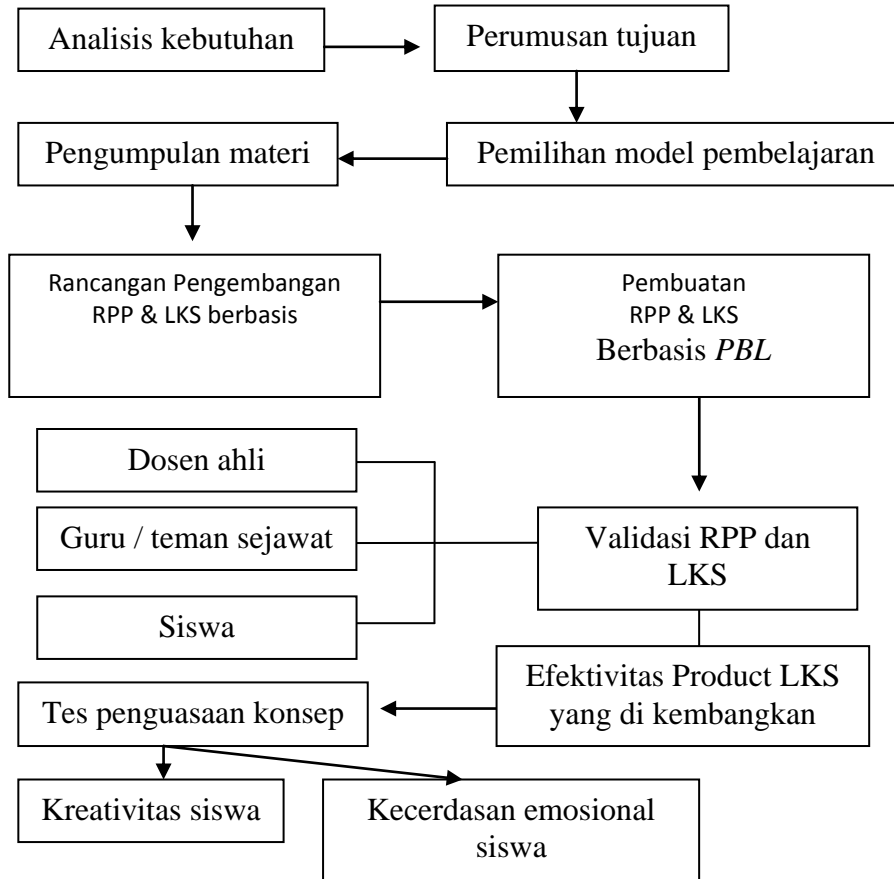 Analisis kebutuhan
Perumusan tujuan
Pengumpulan materi
Pemilihan model pembelajaran
Rancangan Pengembangan
RPP & LKS berbasis
Pembuatan
RPP & LKS
Berbasis PBL
Dosen ahli
Guru / teman sejawat
Siswa
Validasi RPP dan
LKS
Efektivitas Product LKS
yang di kembangkan
Tes penguasaan konsep
Kreativitas siswa
Kecerdasan emosional
siswa